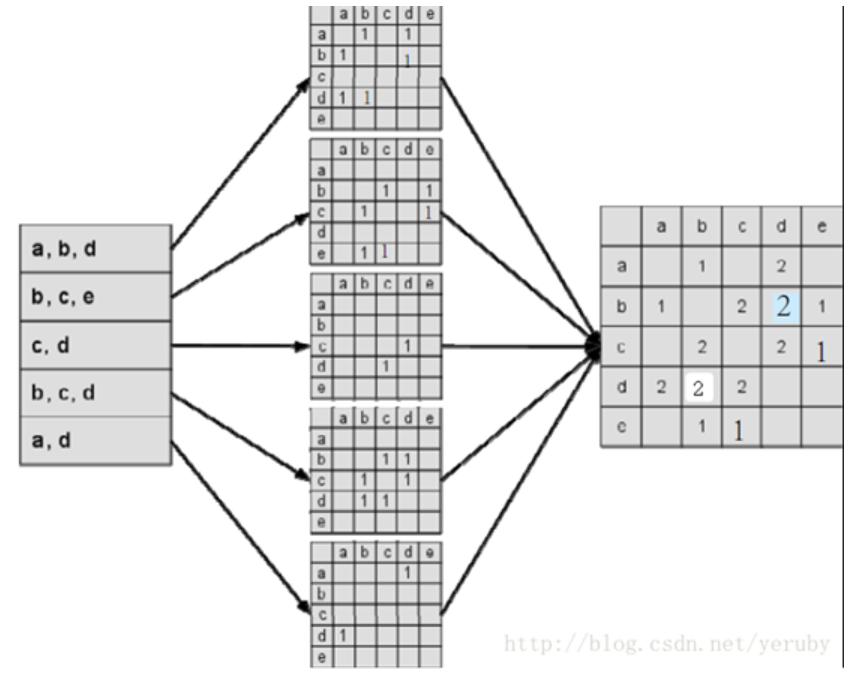 a, b, d
b, c, e
c, d
b, c, d
a, d
a b c d e
a 1 1
b 1 1
c
d 1 1
e
a b c d e
a
b 1 1
c 1 1
d
e 1 1
a b c d e
a
b
c 1
d 1
e
a b c d e
a
b 1 1
c 1 1
d 1 1
e
a b c d e
a 1
b
c
d 1
e
a b c d e
a 1 2
b 1 2 2 1
c 2 2 1
d 2 2 2
e 1 1
http://blog.csdn.net/yeruby